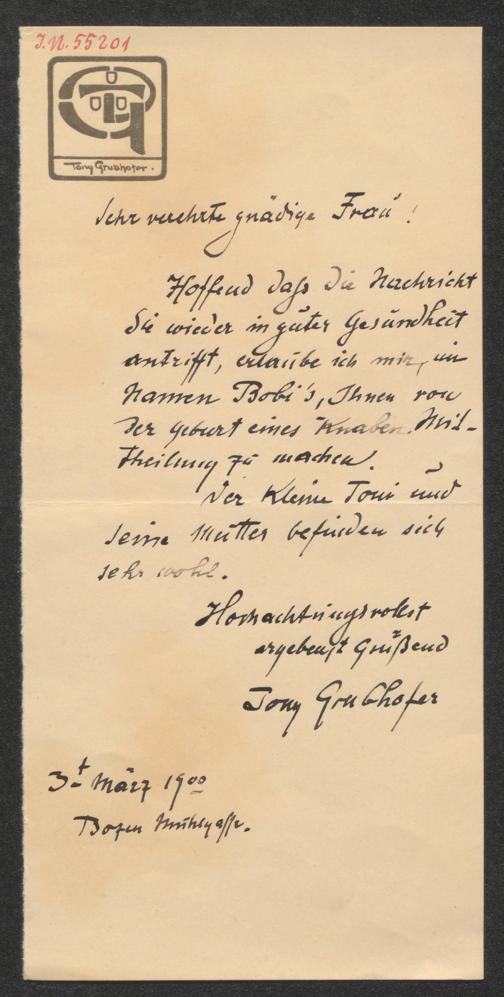 J.N. 55201
Tony Grubhofer.
Sehr verehrte gnädige Frau!
Hoffend daß die Nachricht
Sie wieder in guter Gesundheit
antrifft, erlaube ich mir, im
Namen Bobi's, Ihnen von
der Geburt eines Knaben Mit-
theilung zu machen.
Der kleine Toni und
seine Mutter befinden sich
sehr wohl.
Hochachtungsvollst
ergebenst grüßend
Tony Grubhofer
3t März 1900
Bozen Mühlgasse.